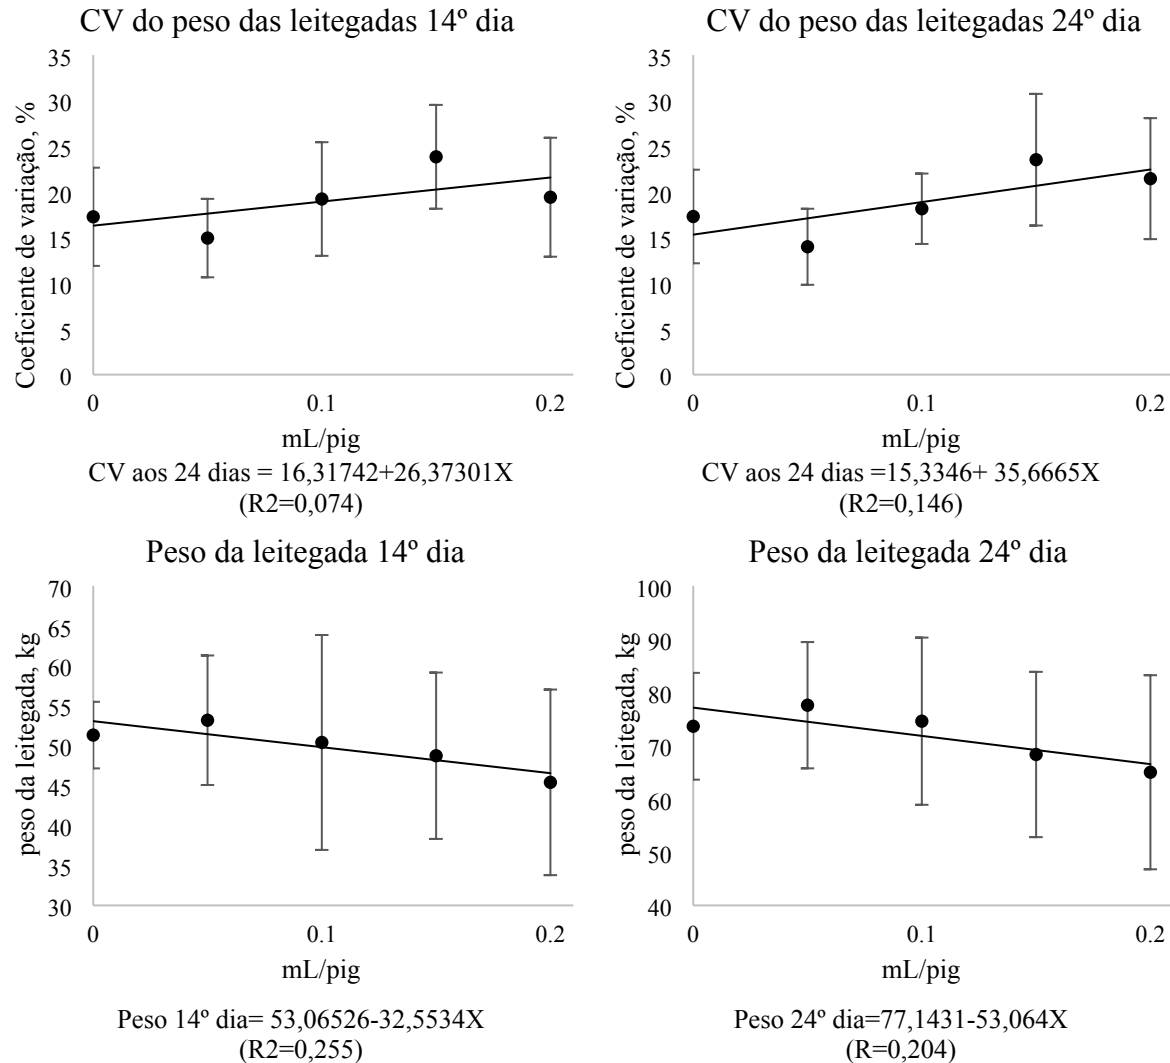 CV do peso das leitegadas 14º dia
Coeficiente de variação, %
35
30
25
20
15
10
5
0
0
0.1
0.2
mL/pig
CV aos 24 dias = 16,31742+26,37301X
(R2=0,074)
CV do peso das leitegadas 24º dia
Coeficiente de variação, %
35
30
25
20
15
10
5
0
0
0.1
0.2
mL/pig
CV aos 24 dias =15,3346+ 35,6665X
(R2=0,146)
Peso da leitegada 14º dia
peso da leitegada, kg
70
65
60
55
50
45
40
35
30
0
0.1
0.2
mL/pig
Peso 14º dia= 53,06526-32,5534X
(R2=0,255)
Peso da leitegada 24º dia
peso da leitegada, kg
100
90
80
70
60
50
40
0
0.1
0.2
mL/pig
Peso 24º dia=77,1431-53,064X
(R=0,204)